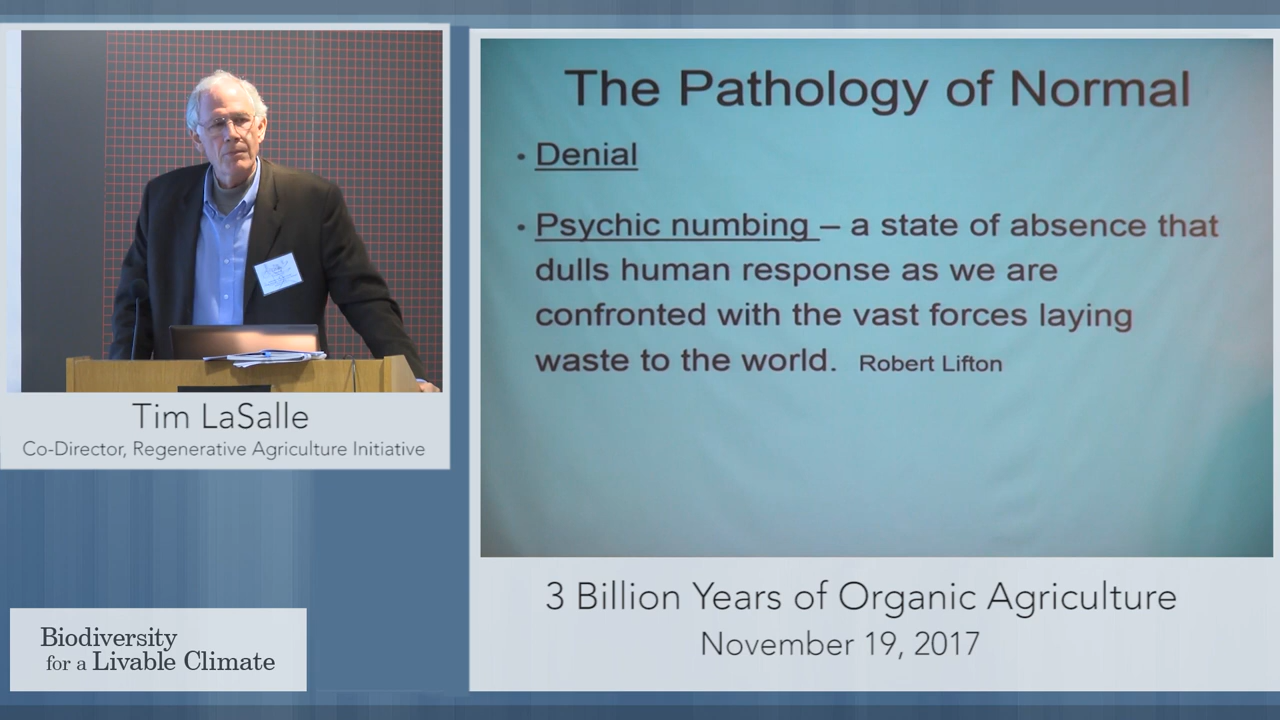 The Pathology of Normal
• Denial
• Psychic numbing – a state of absence that
dulls human response as we are
confronted with the vast forces laying
waste to the world. Robert Lifton
Tim LaSalle
Co-Director, Regenerative Agriculture Initiative
3 Billion Years of Organic Agriculture
November 19, 2017
Biodiversity
for a Livable Climate